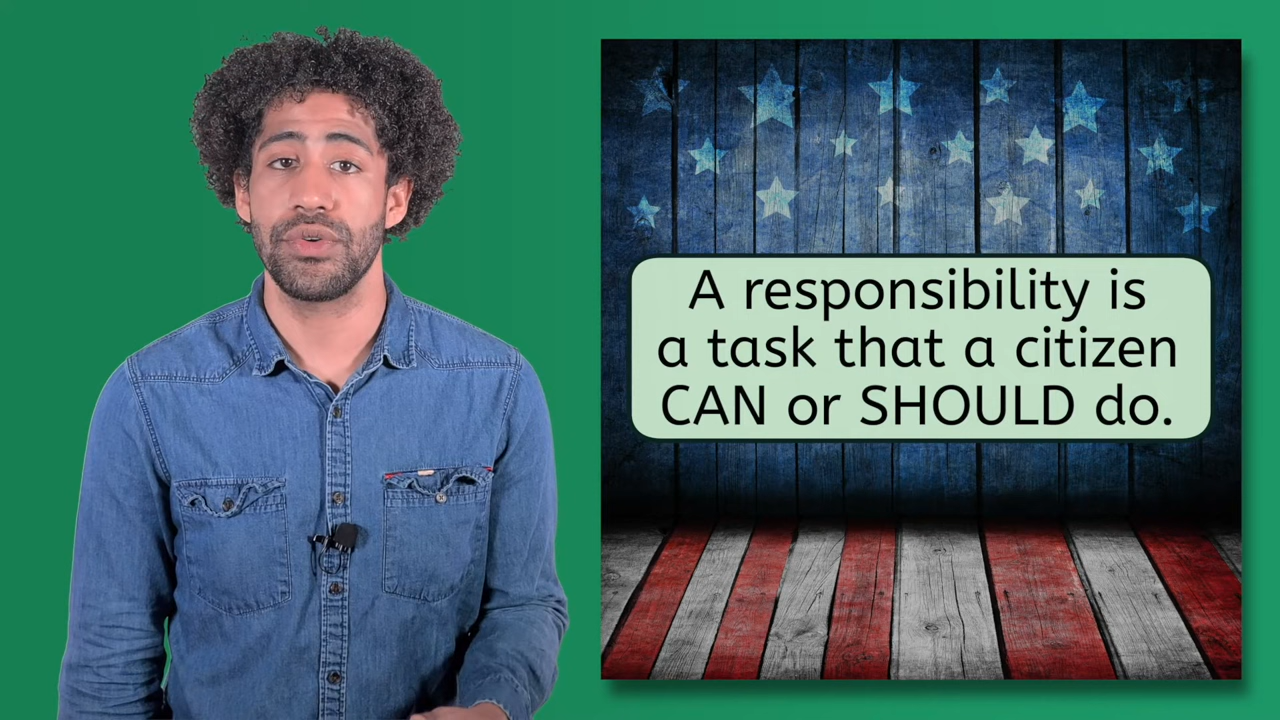 A responsibility is
a task that a citizen
CAN or SHOULD do.